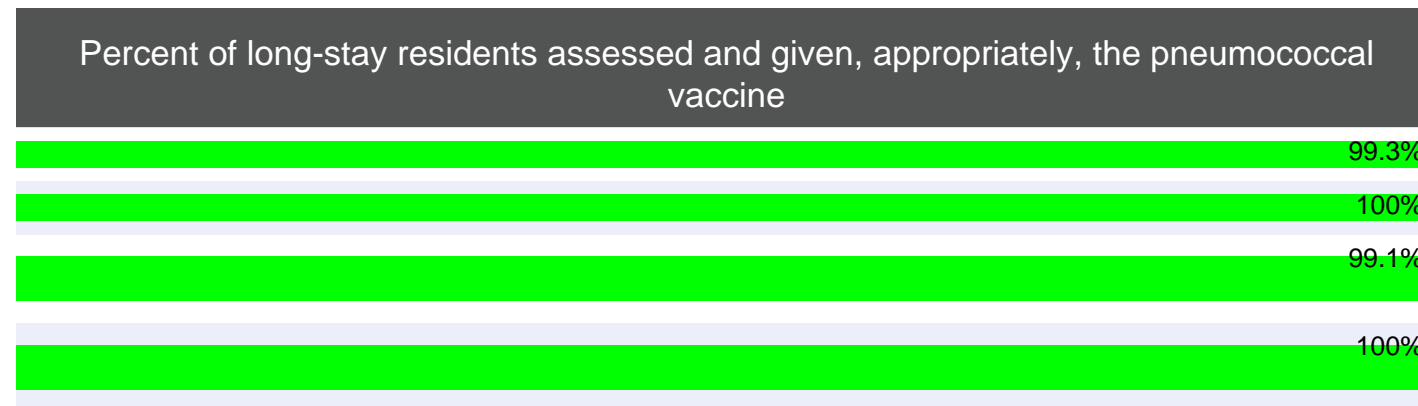 Percent of long-stay residents assessed and given, appropriately, the pneumococcal
vaccine
99.3%
100%
99.1%
100%